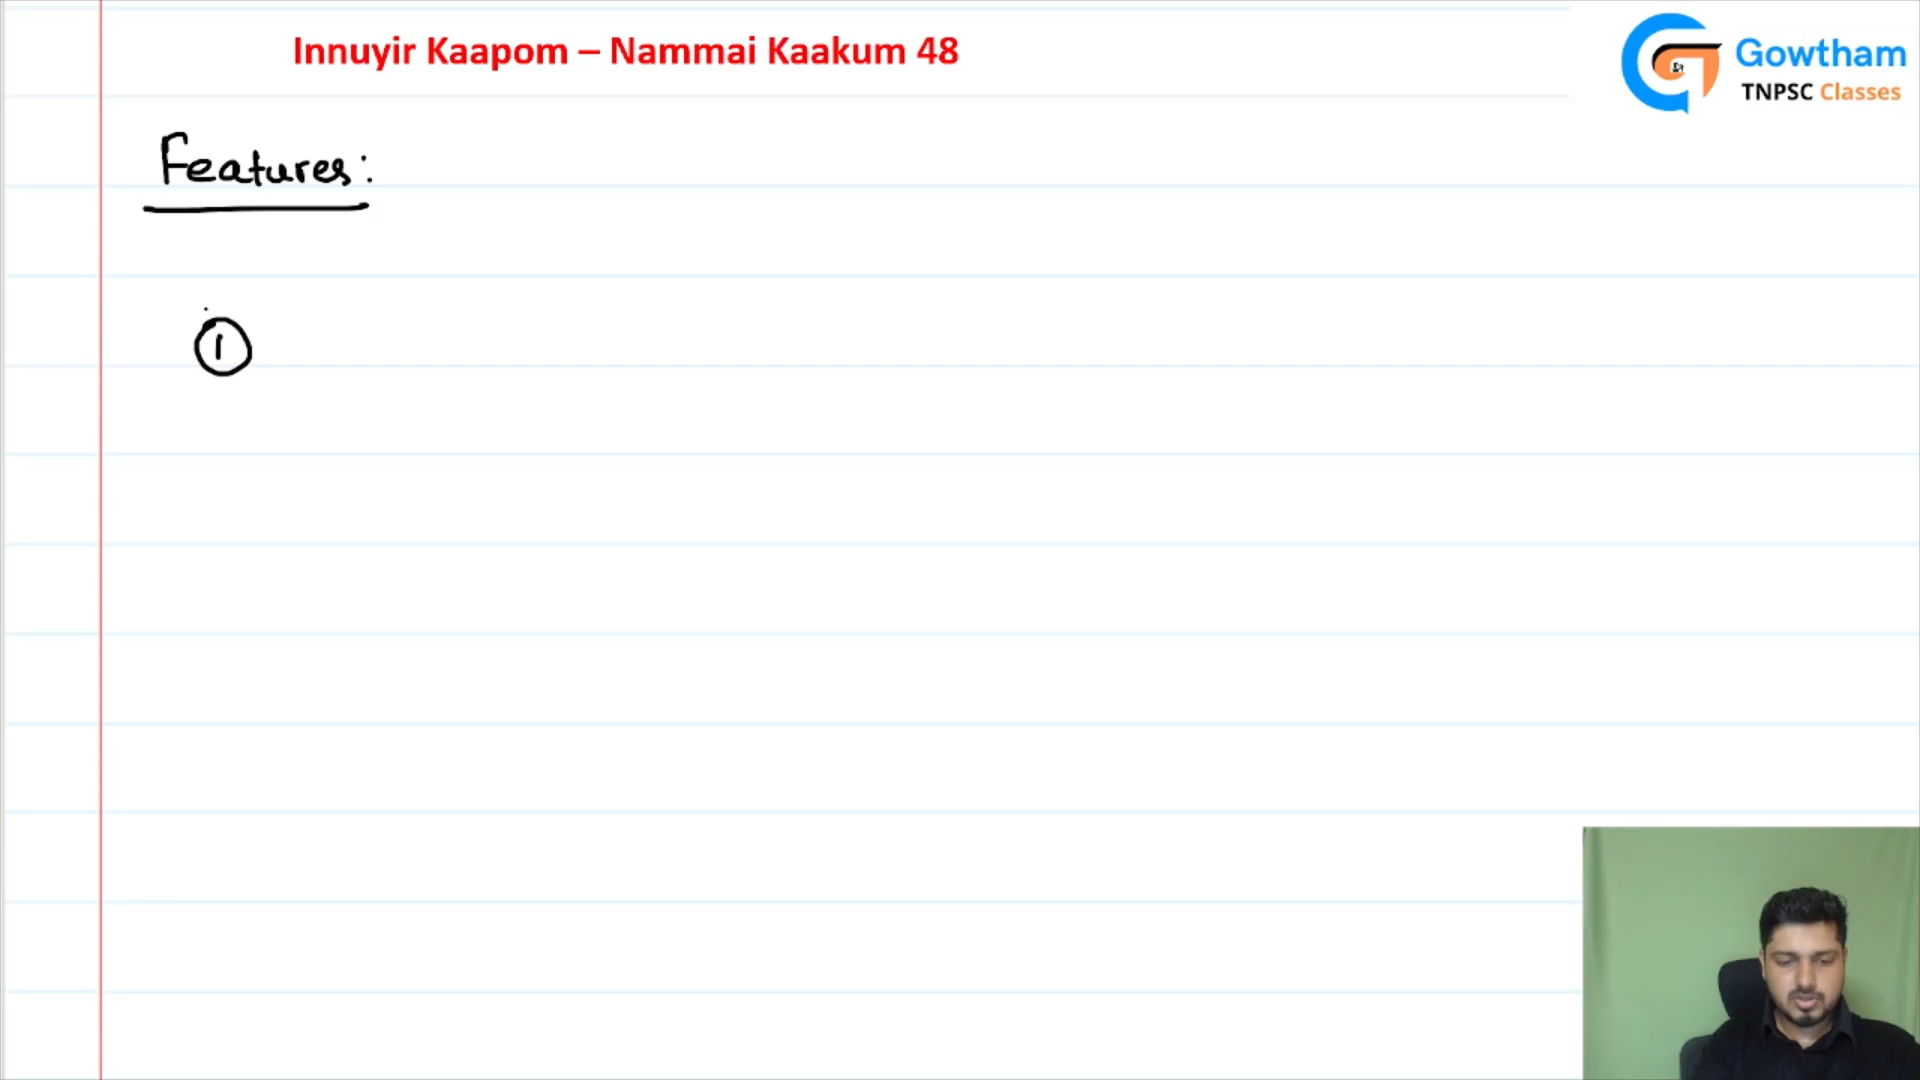 Innuyir Kaapom – Nammai Kaakum 48
Gowtham
TNPSC Classes
Features:
1